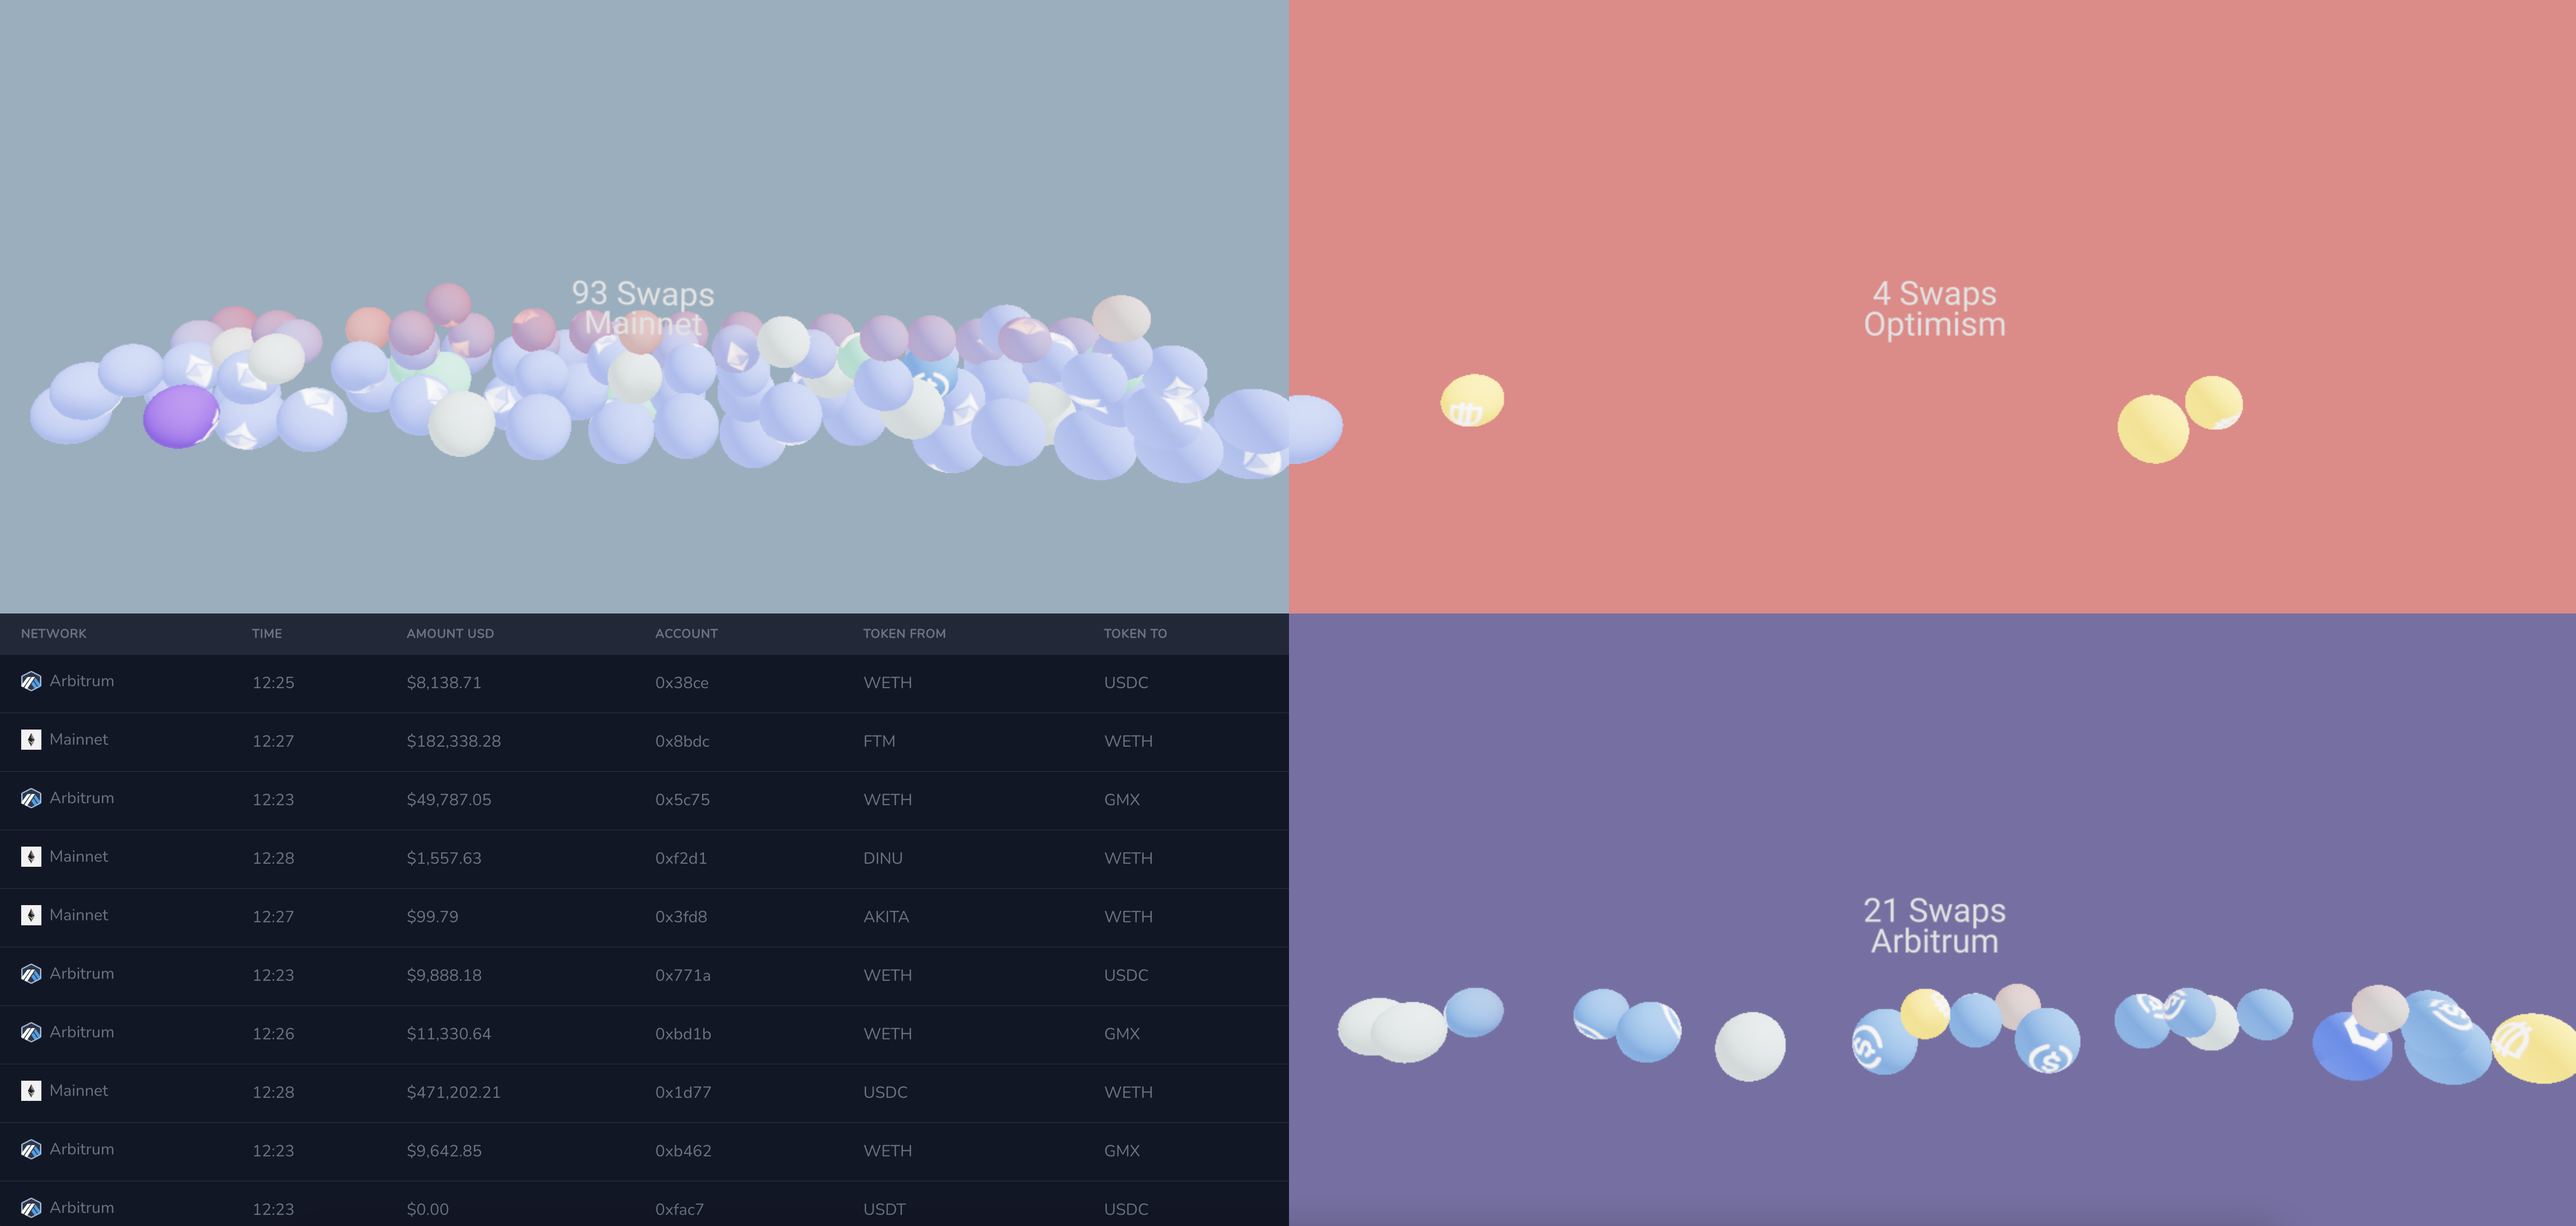 93 Swaps
Mainnet
4 Swaps
Optimism
NETWORK TIME AMOUNT USD ACCOUNT TOKEN FROM TOKEN TO
Arbitrum 12:25 $8,138.71 0x38ce WETH USDC
Mainnet 12:27 $182,338.28 0x8bdc FTM WETH
Arbitrum 12:23 $49,787.05 0x5c75 WETH GMX
Mainnet 12:28 $1,557.63 0xf2d1 DINU WETH
Mainnet 12:27 $99.79 0x3fd8 AKITA WETH
Arbitrum 12:23 $9,888.18 0x771a WETH USDC
Arbitrum 12:26 $11,330.64 0xbd1b WETH GMX
Mainnet 12:28 $471,202.21 0x1d77 USDC WETH
Arbitrum 12:23 $9,642.85 0xb462 WETH GMX
Arbitrum 12:23 $0.00 0xfac7 USDT USDC
21 Swaps
Arbitrum